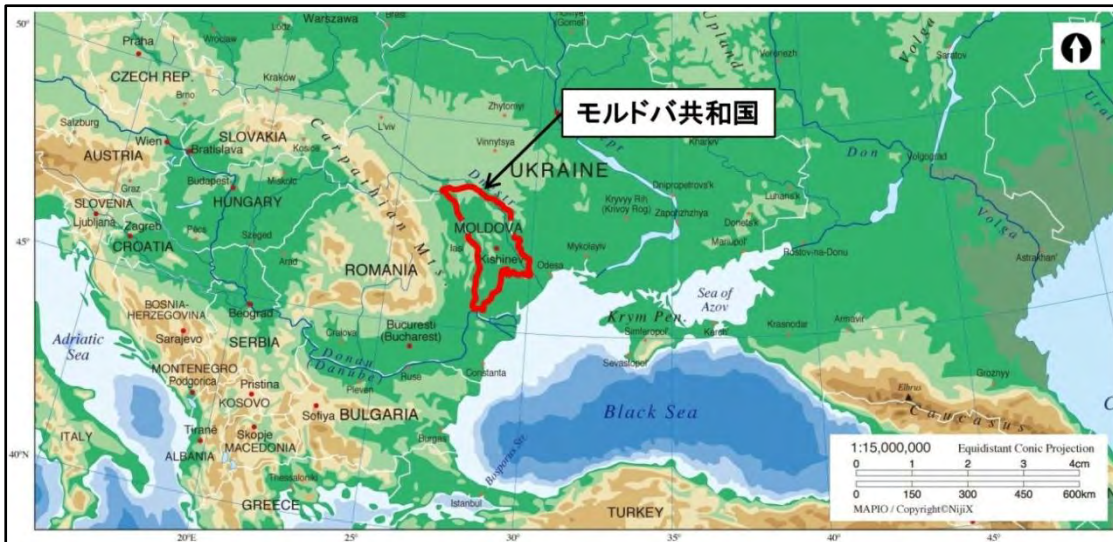 50°
Warszawa
Łódz
Wrocław
Praha
CZECH REP.
Brno
Kraków
Salzburg
Wien
Bratislava
SLOVAKIA
Kosice
AUSTRIA
Graz
Budapest
Miskolc
HUNGARY
SLOVENIA
Ljubljana
Zagreb
CROATIA
Pécs
Szeged
45°
Arad
L'viv
Zhytomyr
Vinnytsya
Carpathian Mts.
モルドバ共和国
UKRAINE
Dnipropetrovs'k
Kryvyy Rih
(Krivoy Rog)
Zaporizhzhya
Donets'k
Luhans'k
Mariupol'
Mykolayiv
Odesa
MOLDOVA
Iasi
Kishinev
ROMANIA
Upland
Voronezh
Volga
Saratov
Kharkiv
Don
Volgograd
Volga
Rostov-na-Donu
Astrakhan'
BOSNIA-
HERZEGOVINA
Sarajevo
Beograd
SERBIA
Craiova
Bucuresti
(Bucharest)
Donau
(Danube)
Ruse
Constanta
Pleven
Adriatic
Sea
MONTENEGRO
Podgorica
Pristina
KOSOVO
Sofiya
BULGARIA
Burgas
Skopje
MACEDONIA
Tiranë
ALBANIA
ITALY
40°N
Thessaloniki
GREECE
Bosporus Str.
Istanbul
TURKEY
Krym Pen.
Simferopol'
Sevastopol'
Kerch'
Sea of
Azov
Krasnodar
Armavir
Elbrus
Groznyy
Caucasus
Black Sea
1:15,000,000 Equidistant Conic Projection
0 1 2 3 4cm
0 150 300 450 600km
MAPIO / Copyright©NijiX
20°E
25°
30°
35°
40°
45°